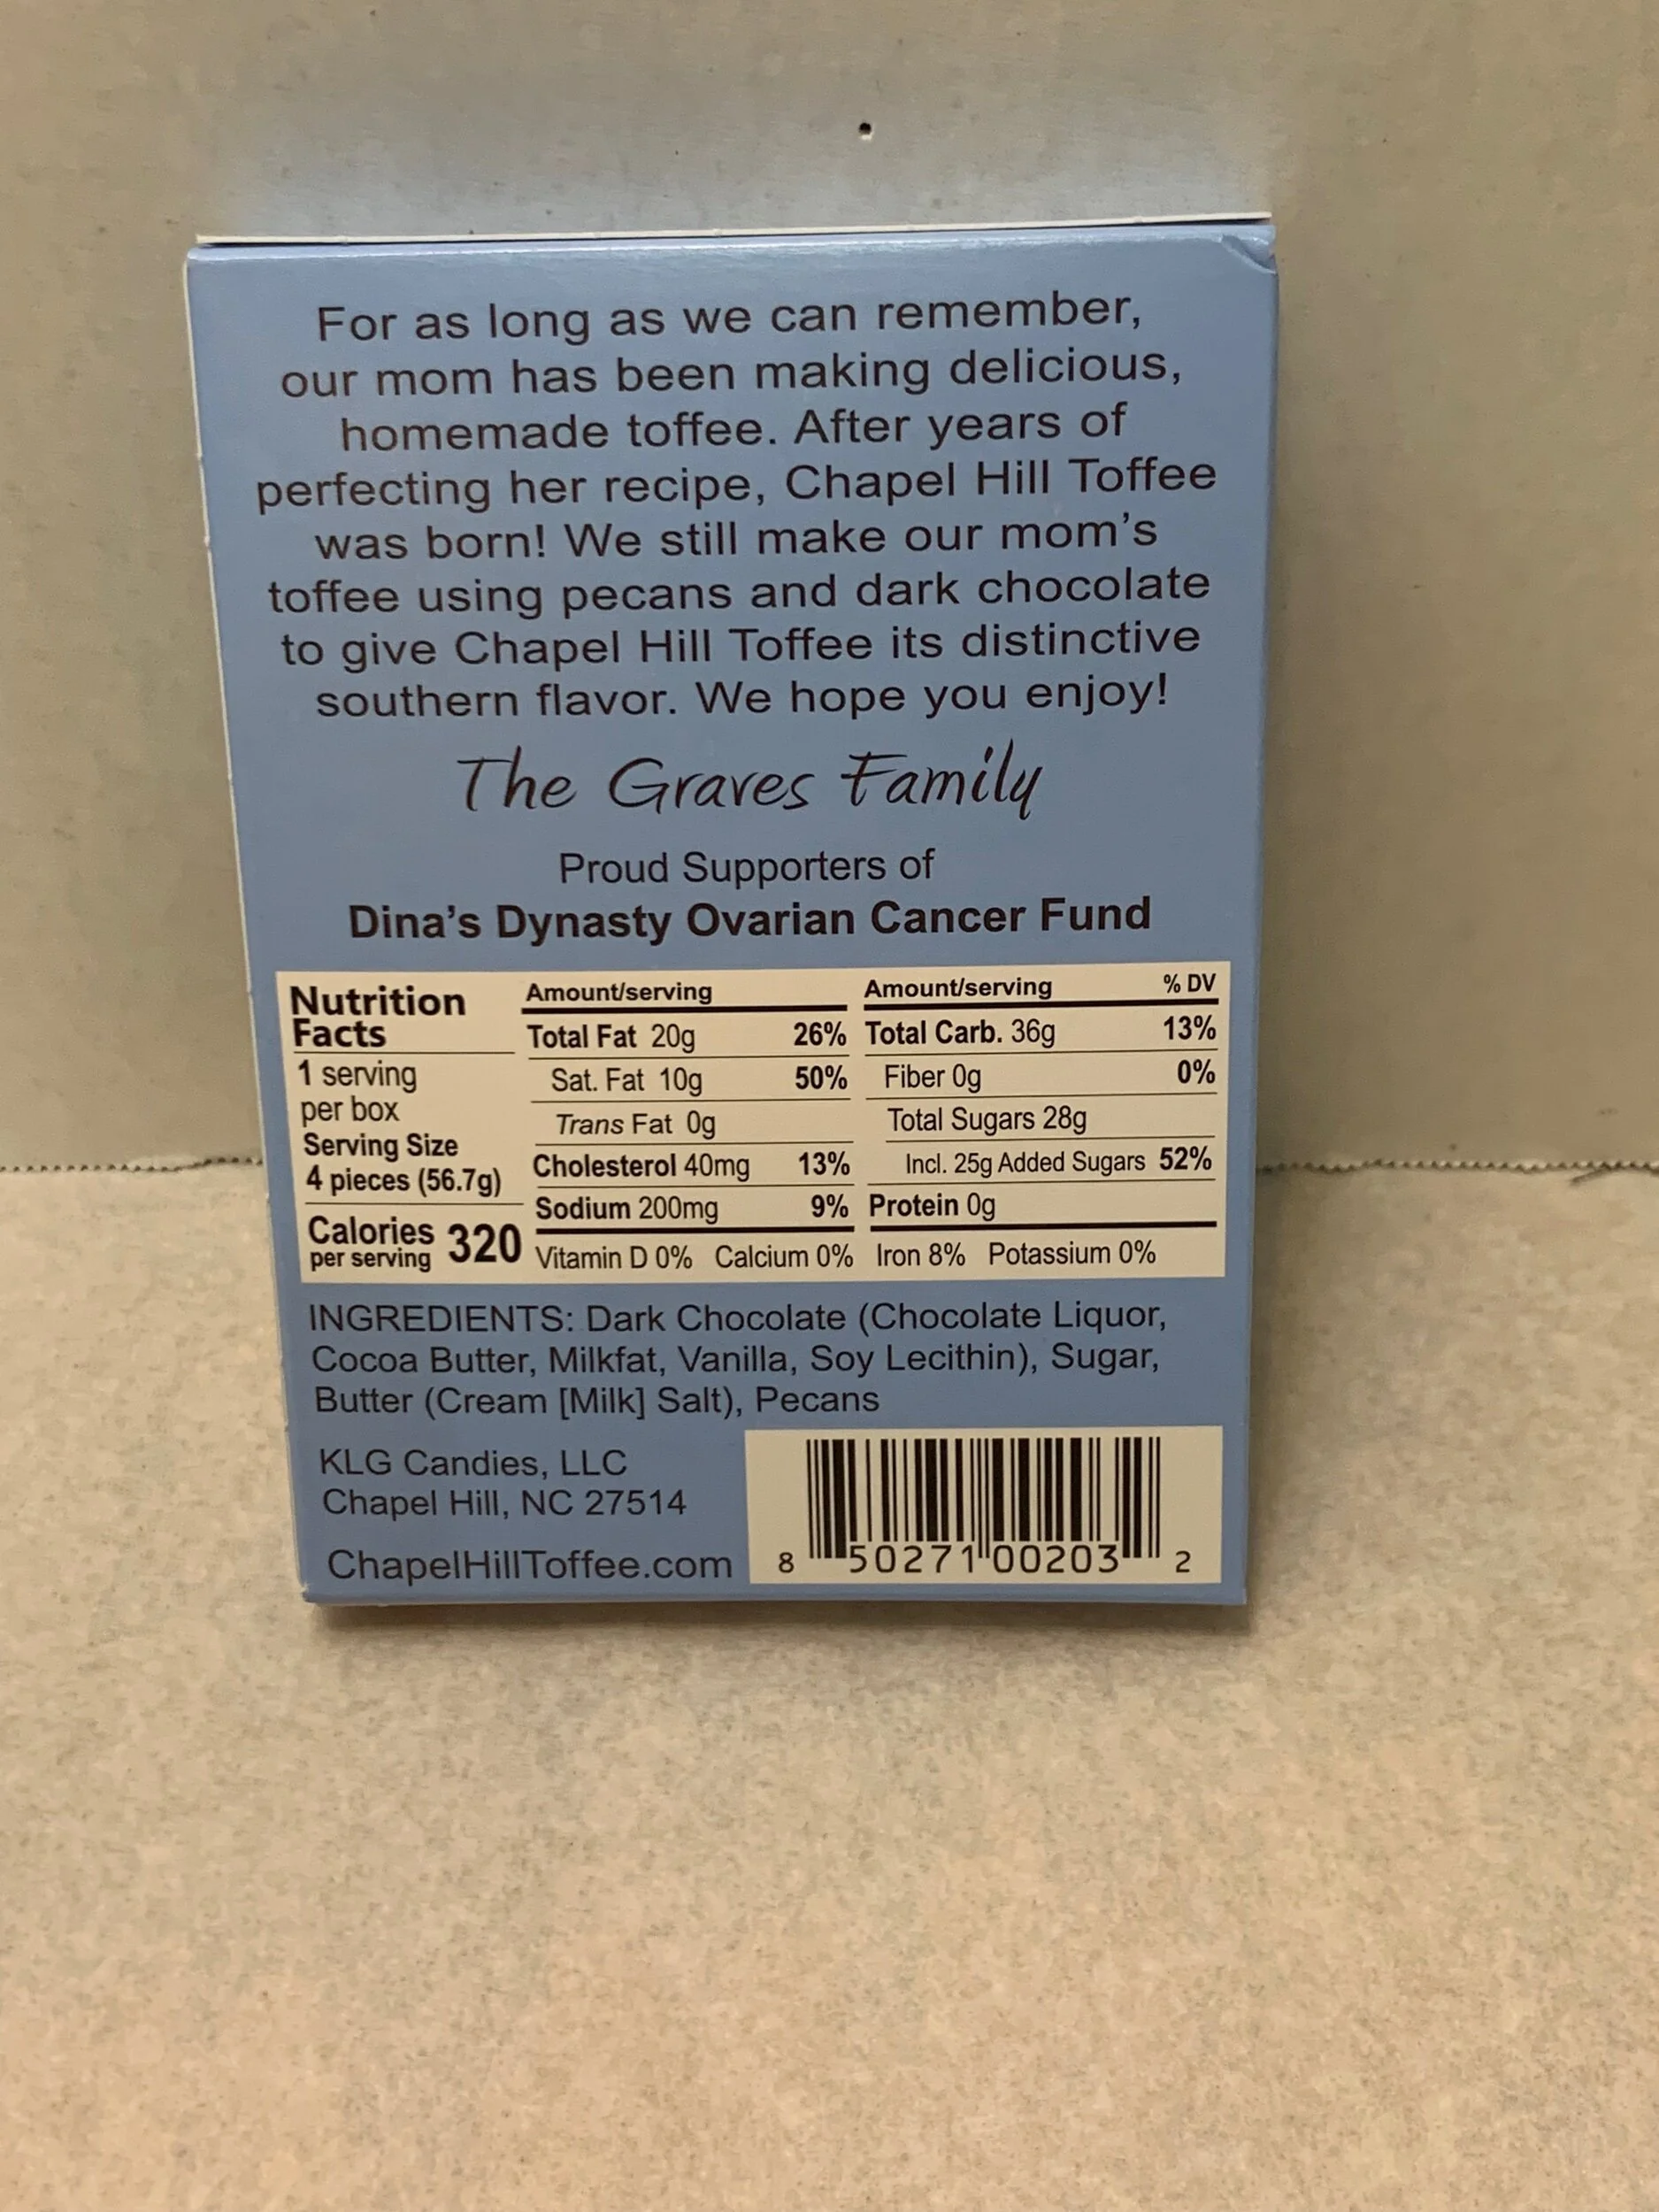 For as long as we can remember,
our mom has been making delicious,
homemade toffee. After years of
perfecting her recipe, Chapel Hill Toffee
was born! We still make our mom's
toffee using pecans and dark chocolate
to give Chapel Hill Toffee its distinctive
southern flavor. We hope you enjoy!
The Graves Family
Proud Supporters of
Dina's Dynasty Ovarian Cancer Fund
Nutrition
Facts
1 serving
per box
Serving Size
4 pieces (56.7g)
Calories
per serving 320
Amount/serving
Total Fat 20g 26%
Sat. Fat 10g 50%
Trans Fat 0g
Cholesterol 40mg 13%
Sodium 200mg 9%
Amount/serving % DV
Total Carb. 36g 13%
Fiber 0g 0%
Total Sugars 28g
Incl. 25g Added Sugars 52%
Protein 0g
Vitamin D 0% Calcium 0% Iron 8% Potassium 0%
INGREDIENTS: Dark Chocolate (Chocolate Liquor,
Cocoa Butter, Milkfat, Vanilla, Soy Lecithin), Sugar,
Butter (Cream [Milk] Salt), Pecans
KLG Candies, LLC
Chapel Hill, NC 27514
ChapelHillToffee.com
8 50271 00203 2